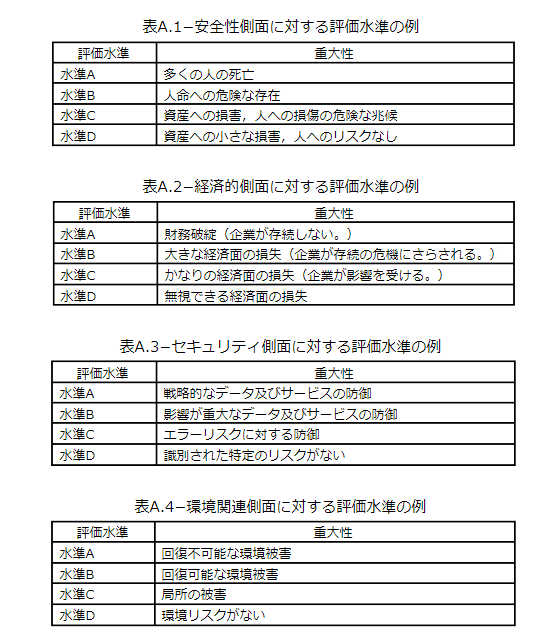 表A.1−安全性側面に対する評価水準の例
評価水準 重大性
水準A 多くの人の死亡
水準B 人命への危険な存在
水準C 資産への損害，人への損傷の危険な兆候
水準D 資産への小さな損害，人へのリスクなし
表A.2−経済的側面に対する評価水準の例
評価水準 重大性
水準A 財務破綻（企業が存続しない。）
水準B 大きな経済面の損失（企業が存続の危機にさらされる。）
水準C かなりの経済面の損失（企業が影響を受ける。）
水準D 無視できる経済面の損失
表A.3−セキュリティ側面に対する評価水準の例
評価水準 重大性
水準A 戦略的なデータ及びサービスの防御
水準B 影響が重大なデータ及びサービスの防御
水準C エラーリスクに対する防御
水準D 識別された特定のリスクがない
表A.4−環境関連側面に対する評価水準の例
評価水準 重大性
水準A 回復不可能な環境被害
水準B 回復可能な環境被害
水準C 局所の被害
水準D 環境リスクがない